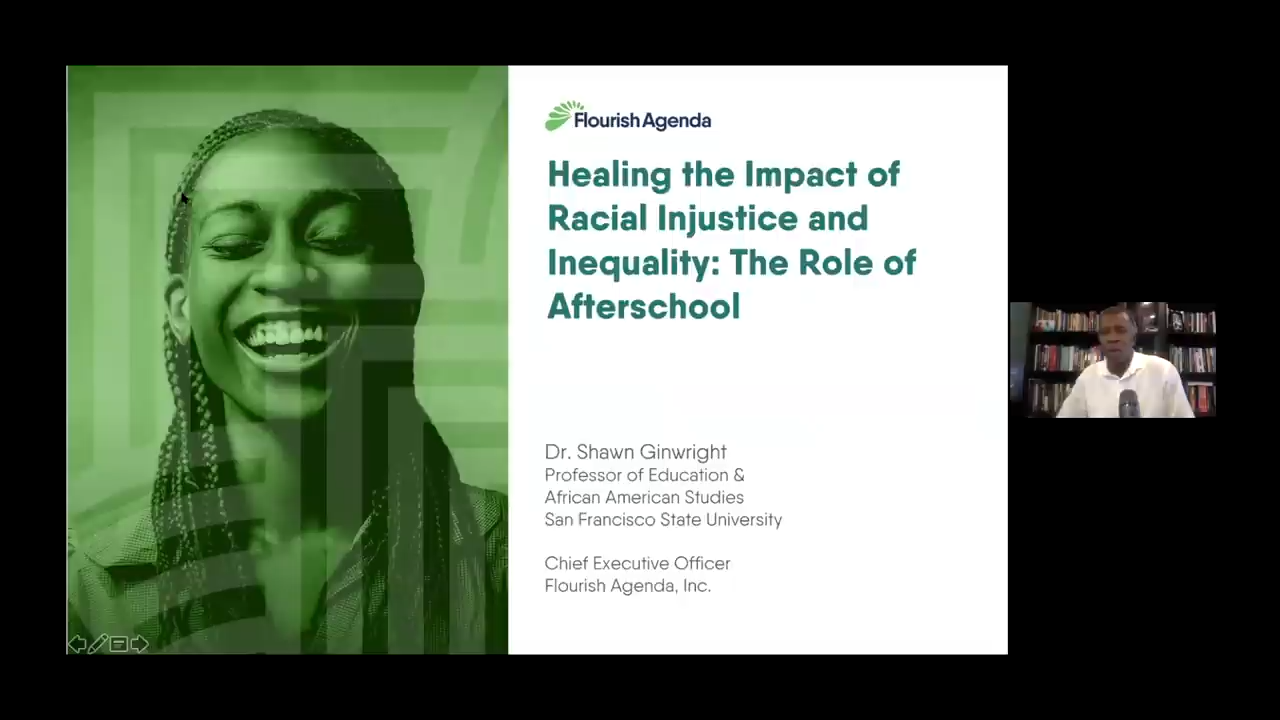 Flourish Agenda
Healing the Impact of
Racial Injustice and
Inequality: The Role of
Afterschool
Dr. Shawn Ginwright
Professor of Education &
African American Studies
San Francisco State University
Chief Executive Officer
Flourish Agenda, Inc.